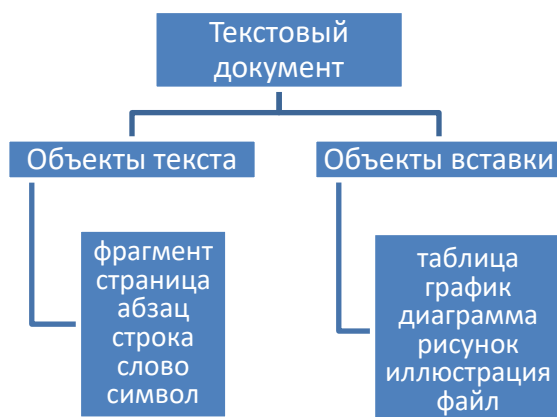 Текстовый
документ
Объекты текста
Объекты вставки
фрагмент
страница
абзац
строка
слово
символ
таблица
график
диаграмма
рисунок
иллюстрация
файл